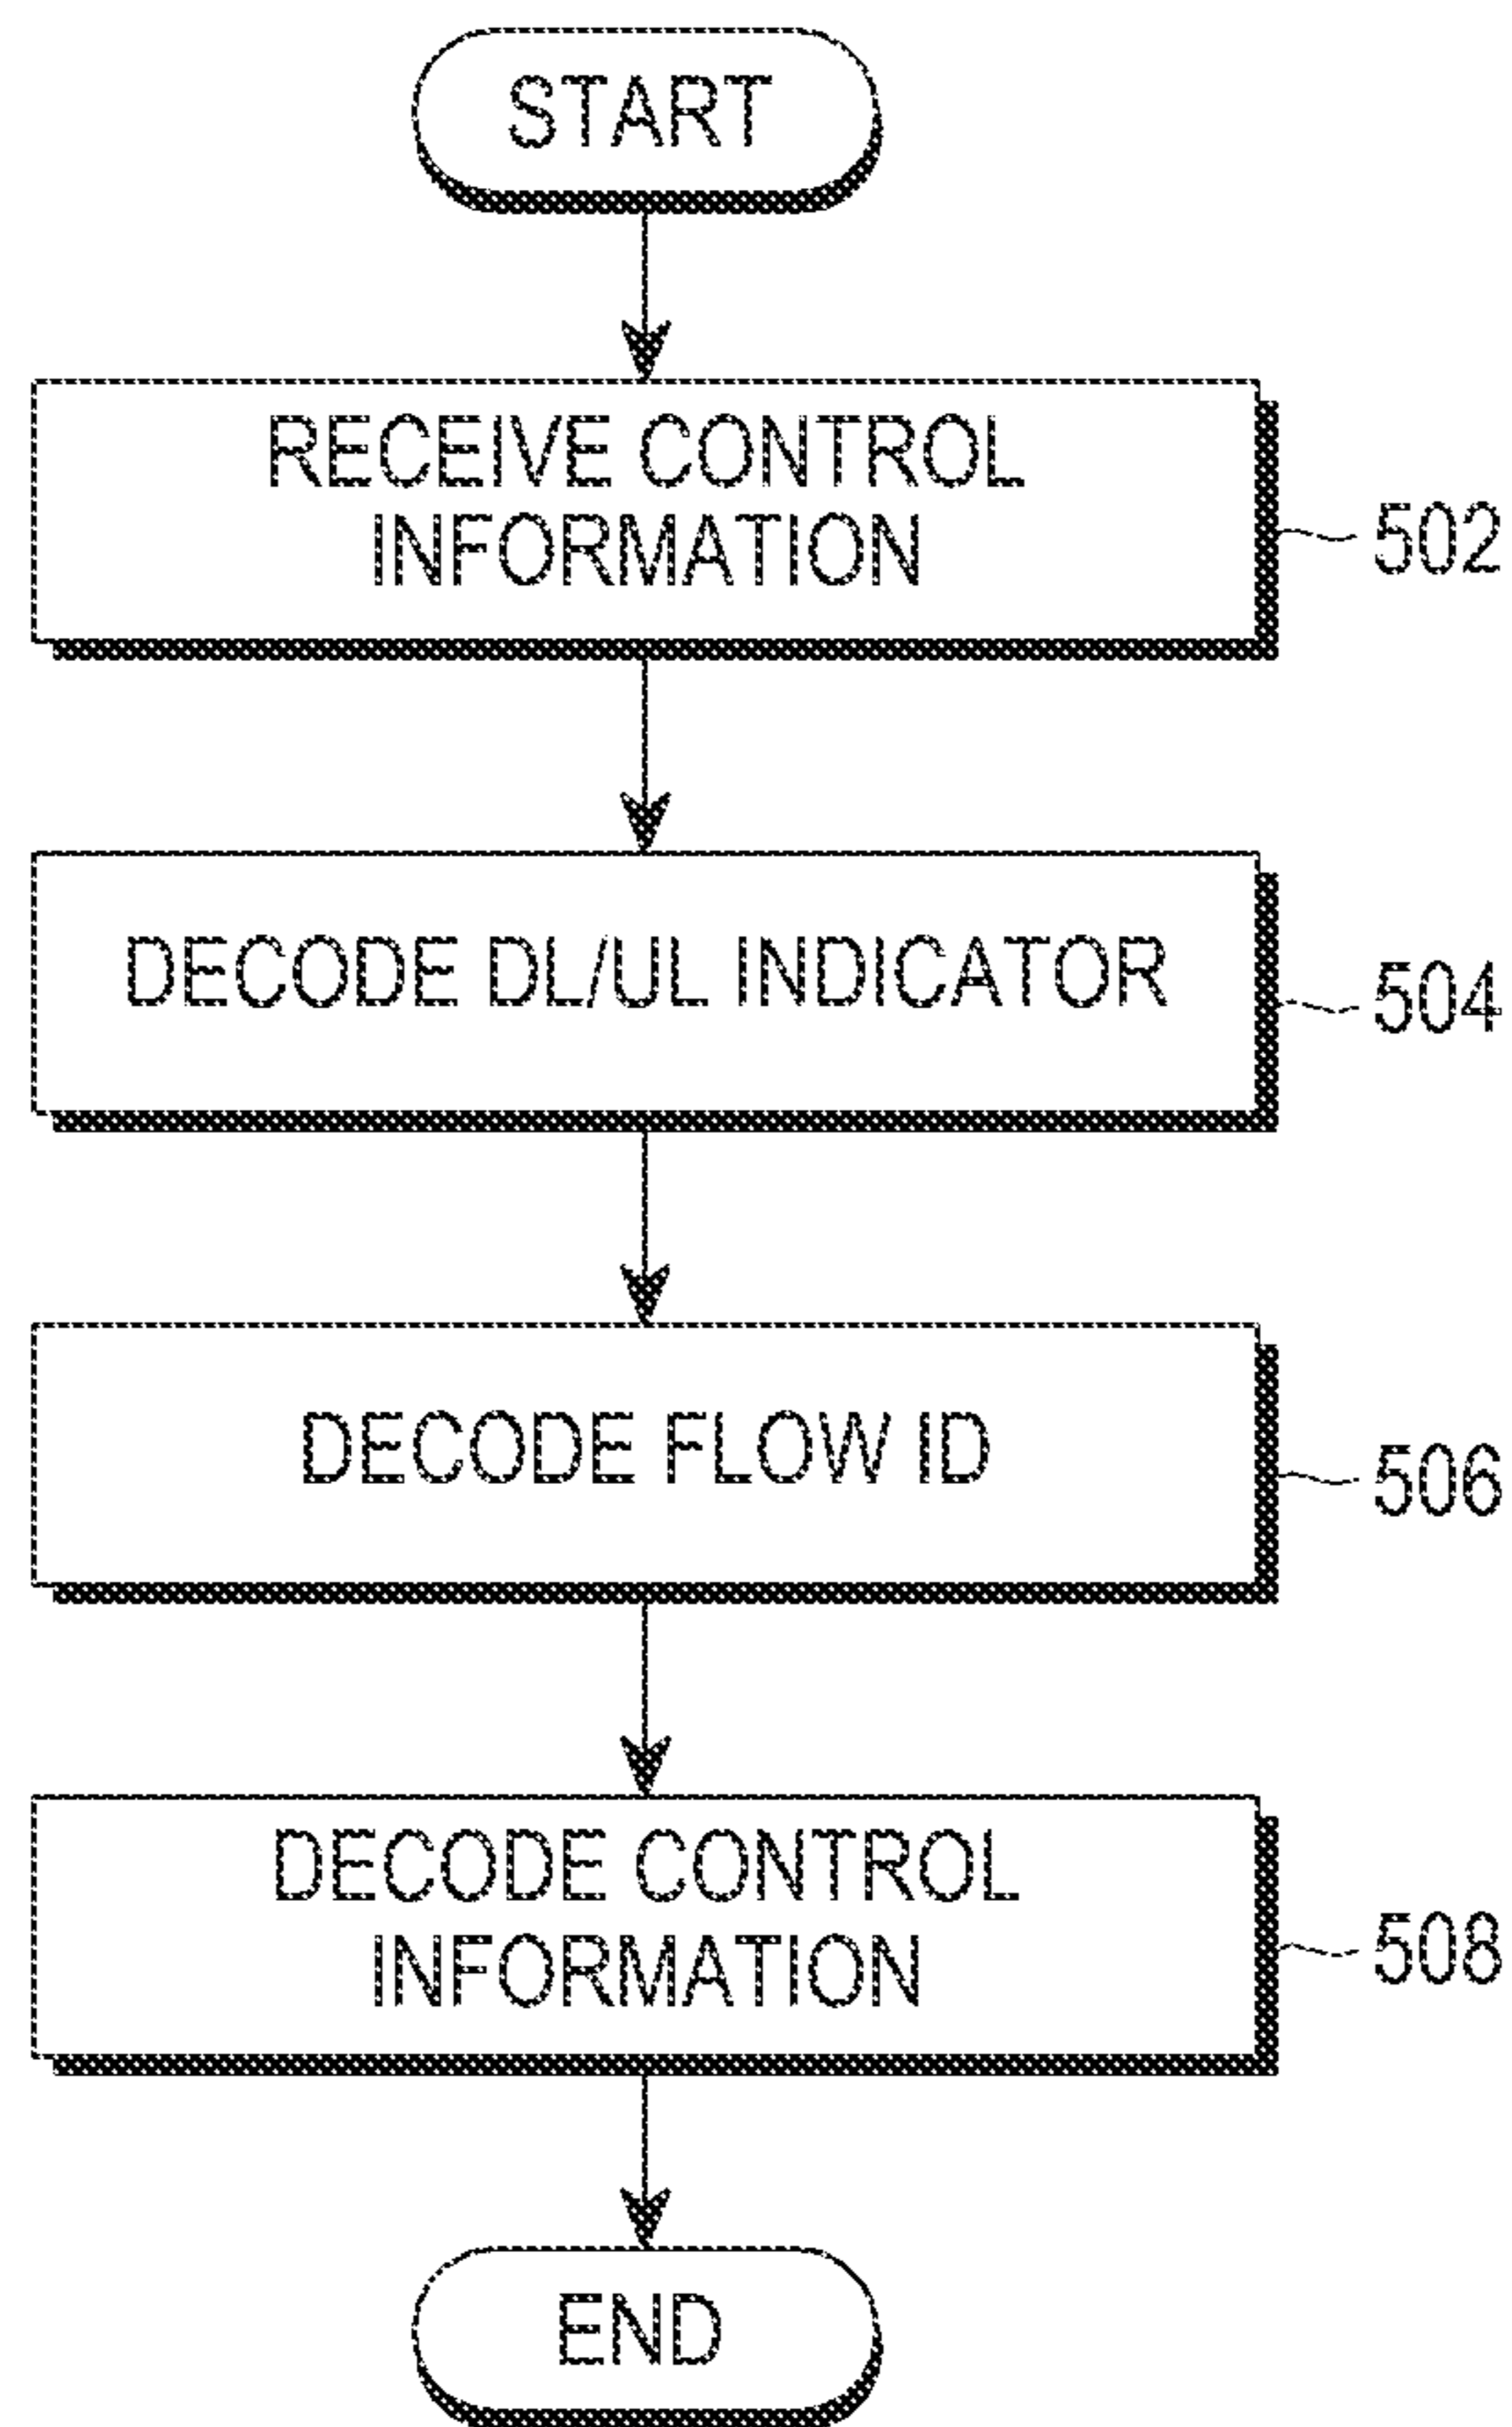 START
RECEIVE CONTROL
INFORMATION
502
DECODE DL/UL INDICATOR
504
DECODE FLOW ID
506
DECODE CONTROL
INFORMATION
508
END